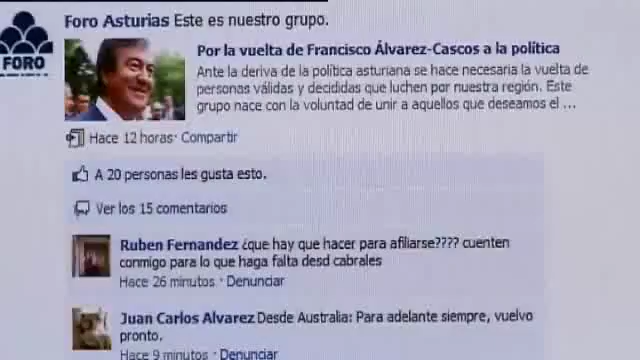 Foro Asturias Este es nuestro grupo.
FORO
Por la vuelta de Francisco Álvarez-Cascos a la política
Ante la deriva de la política asturiana se hace necesaria la vuelta de
personas válidas y decididas que luchen por nuestra región. Este
grupo nace con la voluntad de unir a aquellos que deseamos el ...
Hace 12 horas · Compartir
A 20 personas les gusta esto.
Ver los 15 comentarios
Ruben Fernandez ¿que hay que hacer para afiliarse???? cuenten
conmigo para lo que haga falta desd cabrales
Hace 26 minutos · Denunciar
Juan Carlos Alvarez Desde Australia: Para adelante siempre, vuelvo
pronto.
Hace 9 minutos · Denunciar